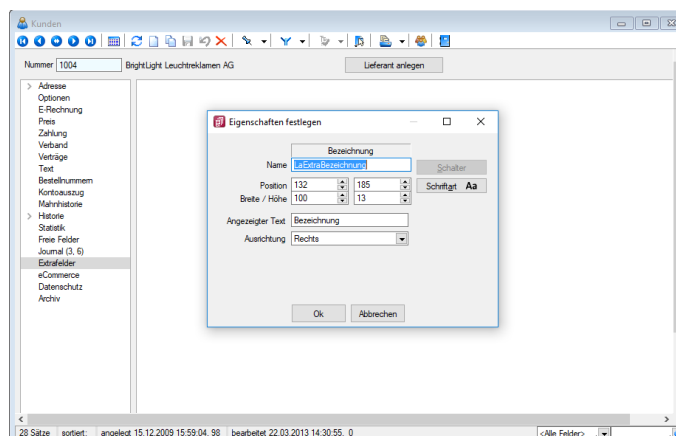 Kunden
Nummer 1004 BrightLight Leuchtreklamen AG Lieferant anlegen
Adresse
Optionen
E-Rechnung
Preis
Zahlung
Verband
Verträge
Text
Bestellnummern
Kontoauszug
Mahnhistorie
Historie
Statistik
Freie Felder
Journal (3, 6)
Extrafelder
eCommerce
Datenschutz
Archiv
Eigenschaften festlegen
Bezeichnung
Name LaExtraBezeichnung Schalter
Position 132 185 Schriftart Aa
Breite / Höhe 100 13
Angezeigter Text Bezeichnung
Ausrichtung Rechts
Ok Abbrechen
28 Sätze sortiert: angelegt 15.12.2009 15:59:04, 98 bearbeitet 22.03.2013 14:30:55, 0 <Alle Felder>